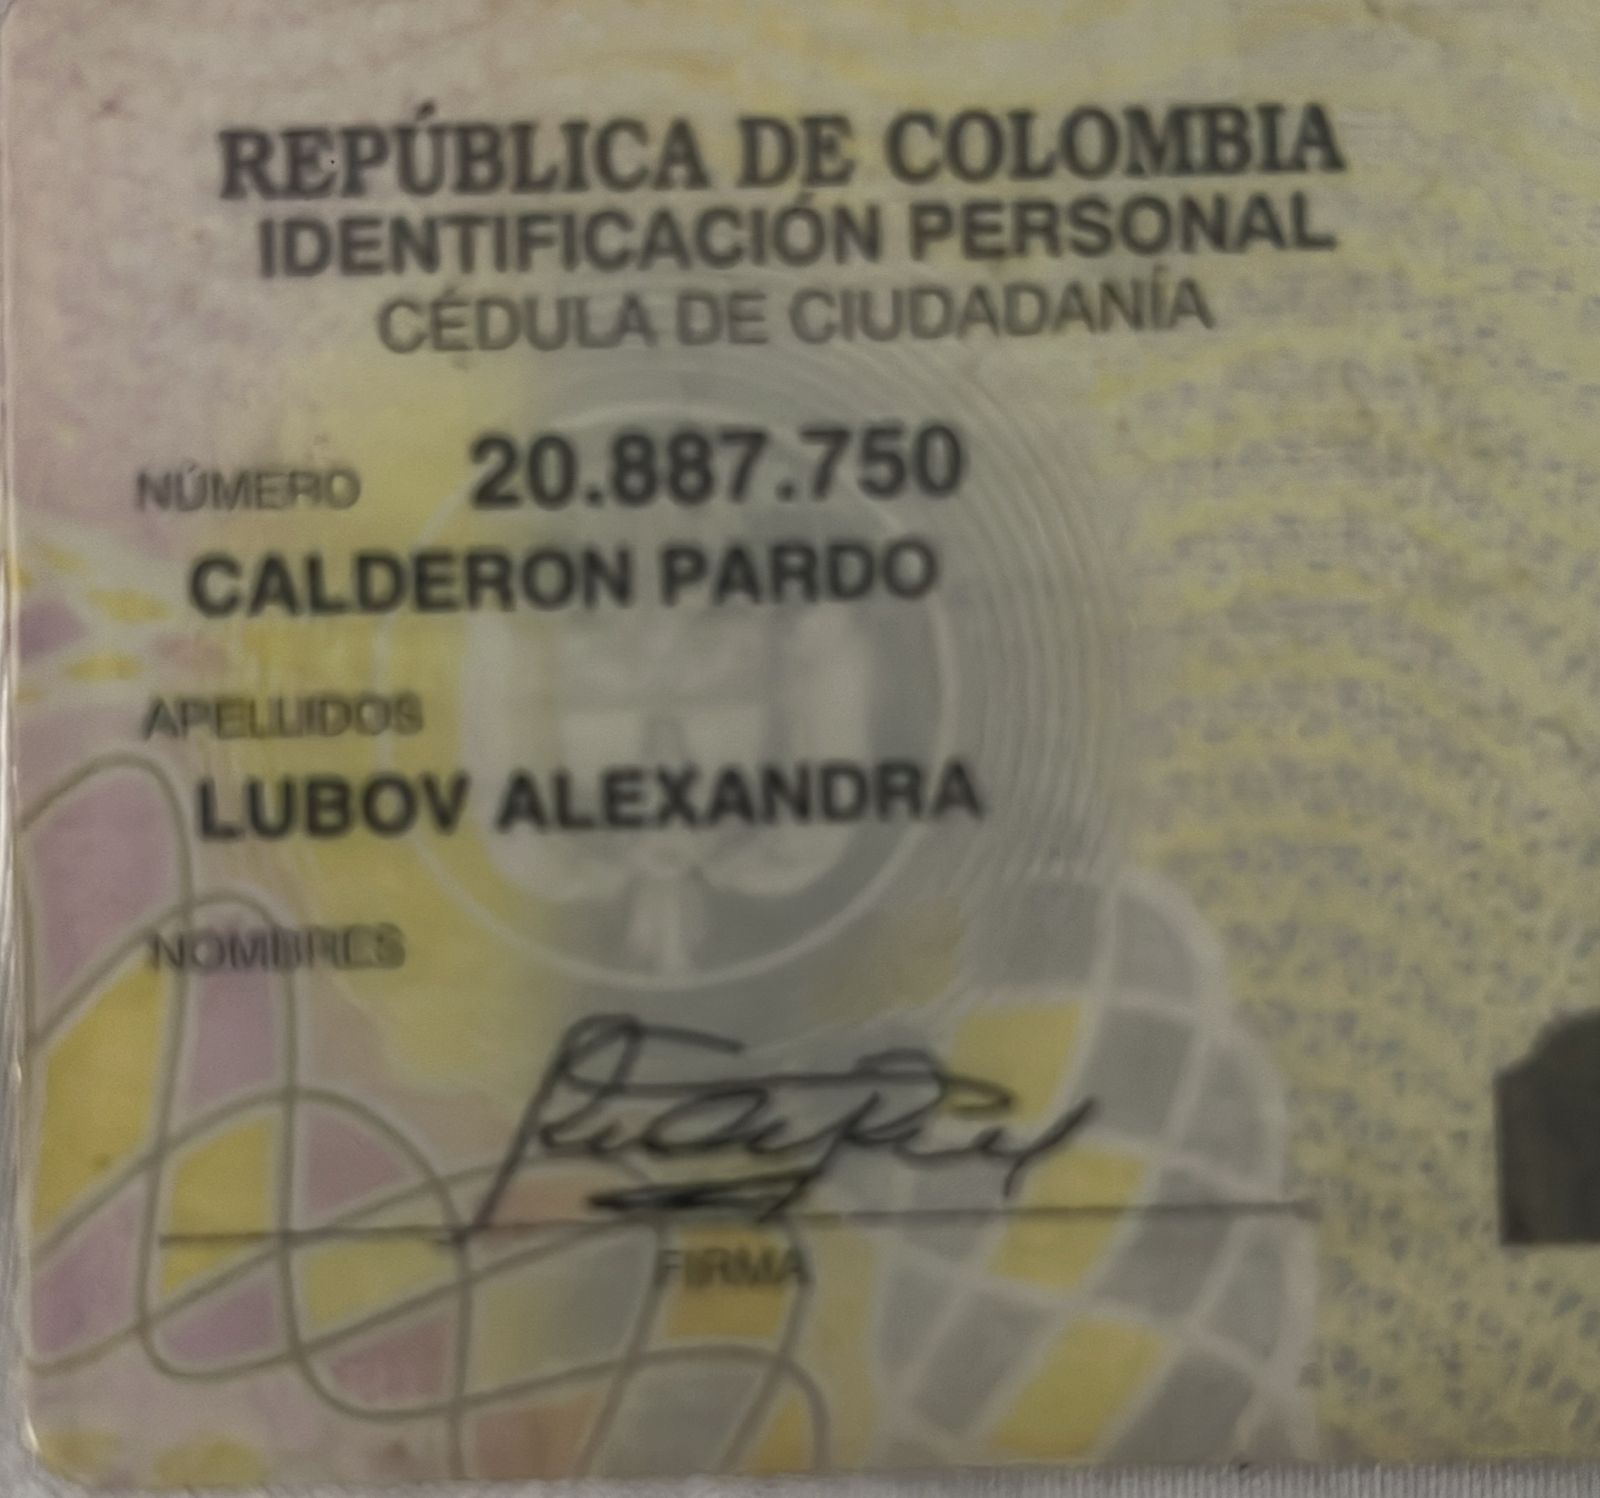 REPÚBLICA DE COLOMBIA
IDENTIFICACIÓN PERSONAL
CÉDULA DE CIUDADANÍA
NÚMERO 20.887.750
CALDERON PARDO
APELLIDOS
LUBOV ALEXANDRA
NOMBRES
FIRMA